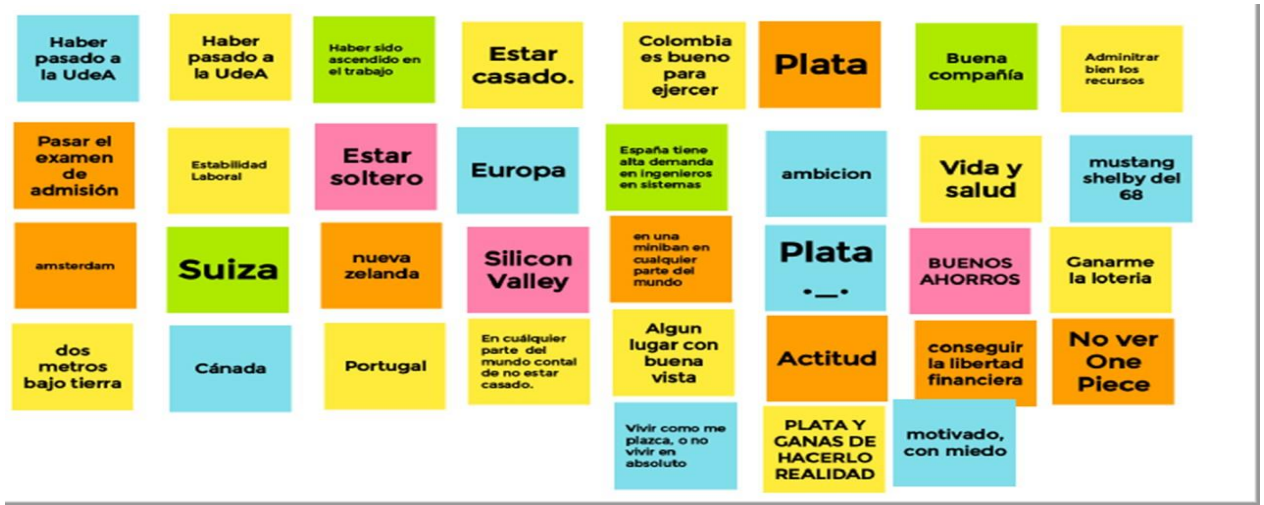 Haber
pasado a
la UdeA
Haber
pasado a
la UdeA
Haber sido
ascendido en
el trabajo
Estar
casado.
Colombia
es bueno
para
ejercer
Plata
Buena
compañía
Adminitrar
bien los
recursos
Pasar el
examen
de
admisión
Estabilidad
Laboral
Estar
soltero
Europa
España tiene
alta demanda
en ingenieros
en sistemas
ambicion
Vida y
salud
mustang
shelby del
68
amsterdam
Suiza
nueva
zelanda
Silicon
Valley
en una
miniban en
cualquier
parte del
mundo
Plata
._.
BUENOS
AHORROS
Ganarme
la loteria
dos
metros
bajo tierra
Cánada
Portugal
En cuálquier
parte del
mundo contal
de no estar
casado.
Algun
lugar con
buena
vista
Actitud
conseguir
la libertad
financiera
No ver
One
Piece
Vivir como me
plazca, o no
vivir en
absoluto
PLATA Y
GANAS DE
HACERLO
REALIDAD
motivado,
con miedo